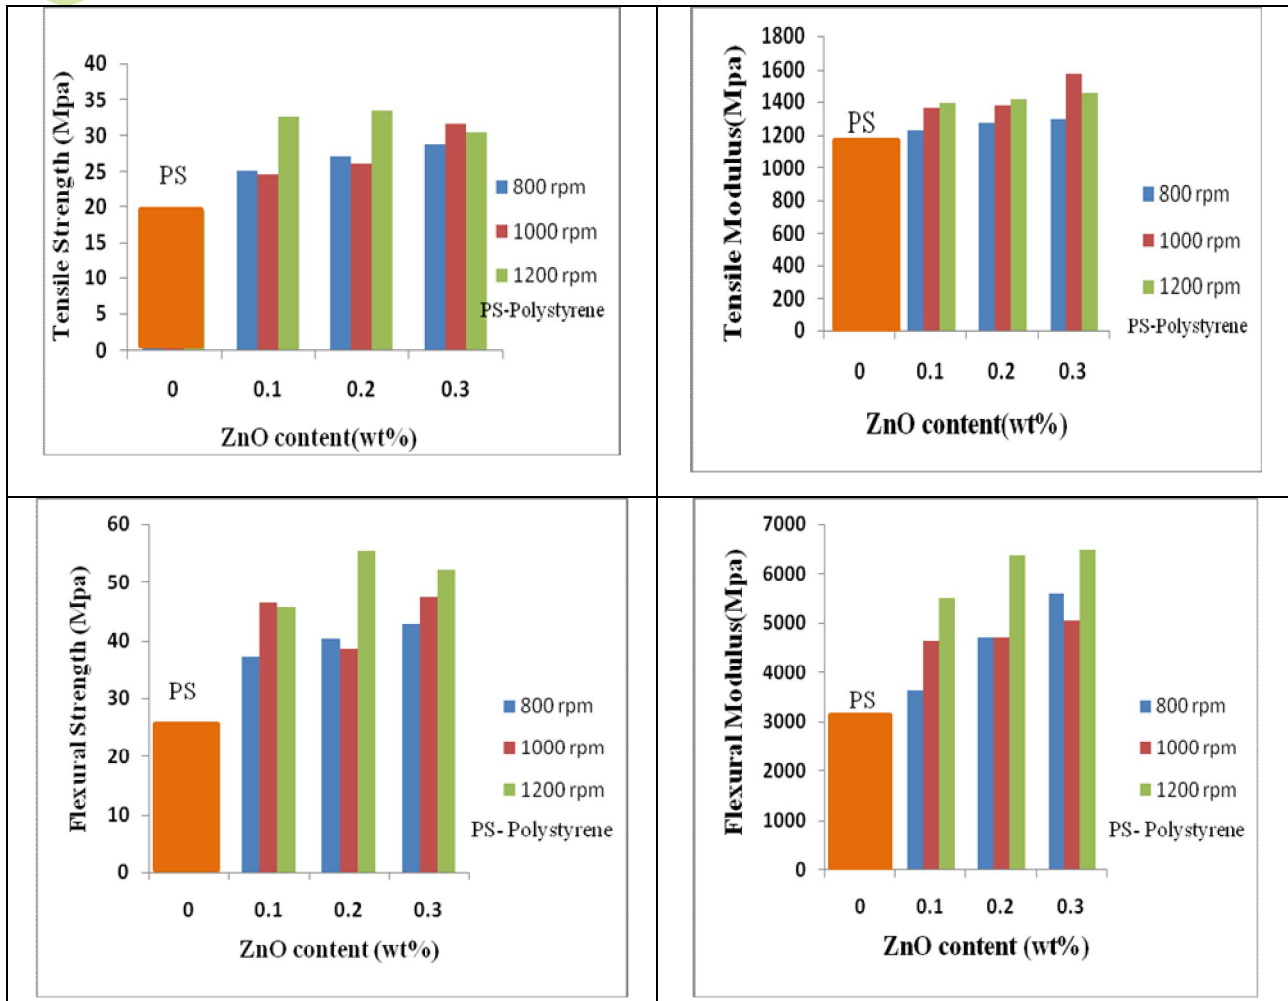 Tensile Strength (Mpa)
40
35
30
25
20
15
10
5
0
PS
0 0.1 0.2 0.3
ZnO content(wt%)
800 rpm
1000 rpm
1200 rpm
PS-Polystyrene
Tensile Modulus(Mpa)
1800
1600
1400
1200
1000
800
600
400
200
0
PS
0 0.1 0.2 0.3
ZnO content(wt%)
800 rpm
1000 rpm
1200 rpm
PS-Polystyrene
Flexural Strength (Mpa)
60
50
40
30
20
10
0
PS
0 0.1 0.2 0.3
ZnO content (wt%)
800 rpm
1000 rpm
1200 rpm
PS- Polystyrene
Flexural Modulus(Mpa)
7000
6000
5000
4000
3000
2000
1000
0
PS
0 0.1 0.2 0.3
ZnO content (wt%)
800 rpm
1000 rpm
1200 rpm
PS- Polystyrene